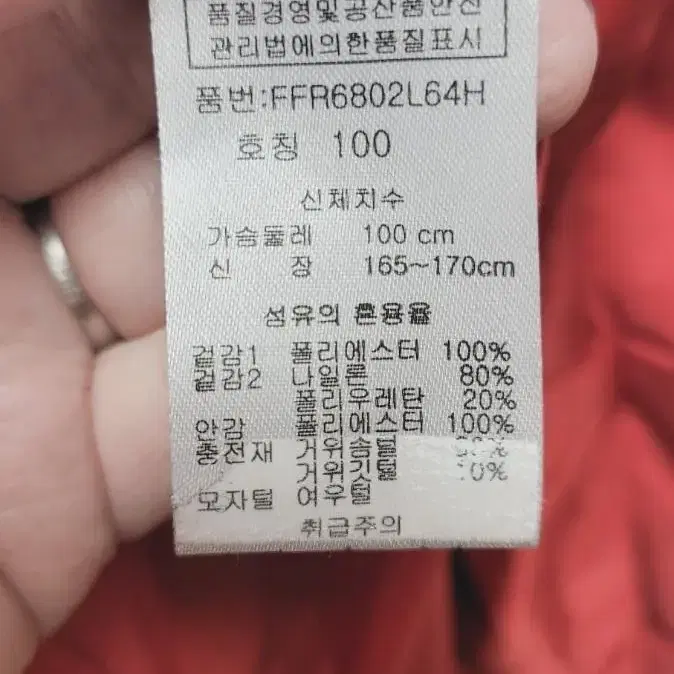 품질경영및공산품안전
관리법에의한품질표시
품번:FFR6802L64H
호칭 100
신체치수
가슴둘레 100 cm
신 장 165~170cm
섬유의 혼용율
겉감1 폴리에스터 100%
겉감2 나일론 80%
폴리우레탄 20%
안감 폴리에스터 100%
충전재 거위솜털
거위깃털
모자털 여우털
취급주의